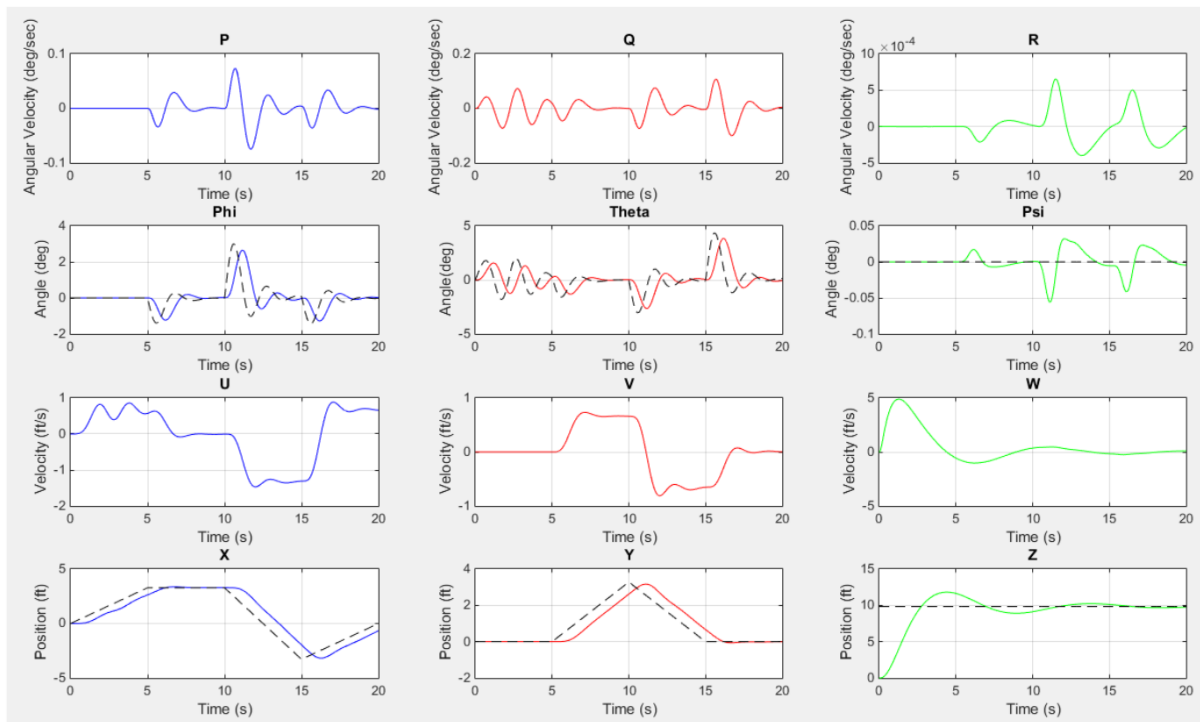 P
Angular Velocity (deg/sec)
0.1
0
-0.1
0 5 10 15 20
Time (s)
Q
Angular Velocity (deg/sec)
0.2
0
-0.2
0 5 10 15 20
Time (s)
R
×10⁻⁴
Angular Velocity (deg/sec)
10
5
0
-5
0 5 10 15 20
Time (s)
Phi
Angle (deg)
4
2
0
-2
0 5 10 15 20
Time (s)
Theta
Angle(deg)
5
0
-5
0 5 10 15 20
Time (s)
Psi
Angle (deg)
0.05
0
-0.05
-0.1
0 5 10 15 20
Time (s)
U
Velocity (ft/s)
1
0
-1
-2
0 5 10 15 20
Time (s)
V
Velocity (ft/s)
1
0
-1
0 5 10 15 20
Time (s)
W
Velocity (ft/s)
5
0
-5
0 5 10 15 20
Time (s)
X
Position (ft)
5
0
-5
0 5 10 15 20
Time (s)
Y
Position (ft)
4
2
0
-2
0 5 10 15 20
Time (s)
Z
Position (ft)
15
10
5
0
0 5 10 15 20
Time (s)